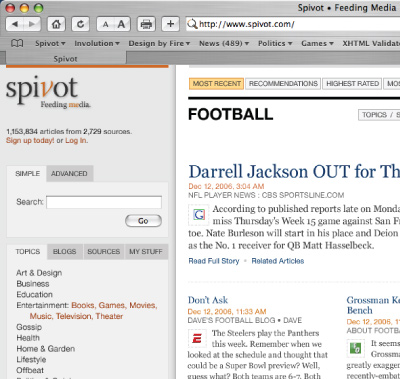 Spivot • Feeding Media
http://www.spivot.com/
Spivot Involution Design by Fire News (489) Politics Games XHTML Validat
Spivot
spivot
Feeding media.
1,153,834 articles from 2,729 sources.
Sign up today! or Log In.
SIMPLE ADVANCED
Search:
Go
TOPICS BLOGS SOURCES MY STUFF
Art & Design
Business
Education
Entertainment: Books, Games, Movies,
Music, Television, Theater
Gossip
Health
Home & Garden
Lifestyle
Offbeat
MOST RECENT RECOMMENDATIONS HIGHEST RATED MOS
FOOTBALL
TOPICS / S
Darrell Jackson OUT for Th
Dec 12, 2006, 3:04 AM
NFL PLAYER NEWS : CBS SPORTSLINE.COM
According to published reports late on Monda
miss Thursday's Week 15 game against San Fr
toe. Nate Burleson will start in his place and Deion
as the No. 1 receiver for QB Matt Hasselbeck.
Read Full Story • Related Articles
Don't Ask
Dec 12, 2006, 11:33 AM
DAVE'S FOOTBALL BLOG • DAVE
The Steelers play the Panthers
this week. Remember when we
looked at the schedule and thought that
could be a Super Bowl preview? Well,
guess what? Both teams are 6-7. Both
Grossman Ke
Bench
Dec 12, 2006, 11
ABOUT FOOTBA
It seems
Grossma
greatly exagger
recently-embat